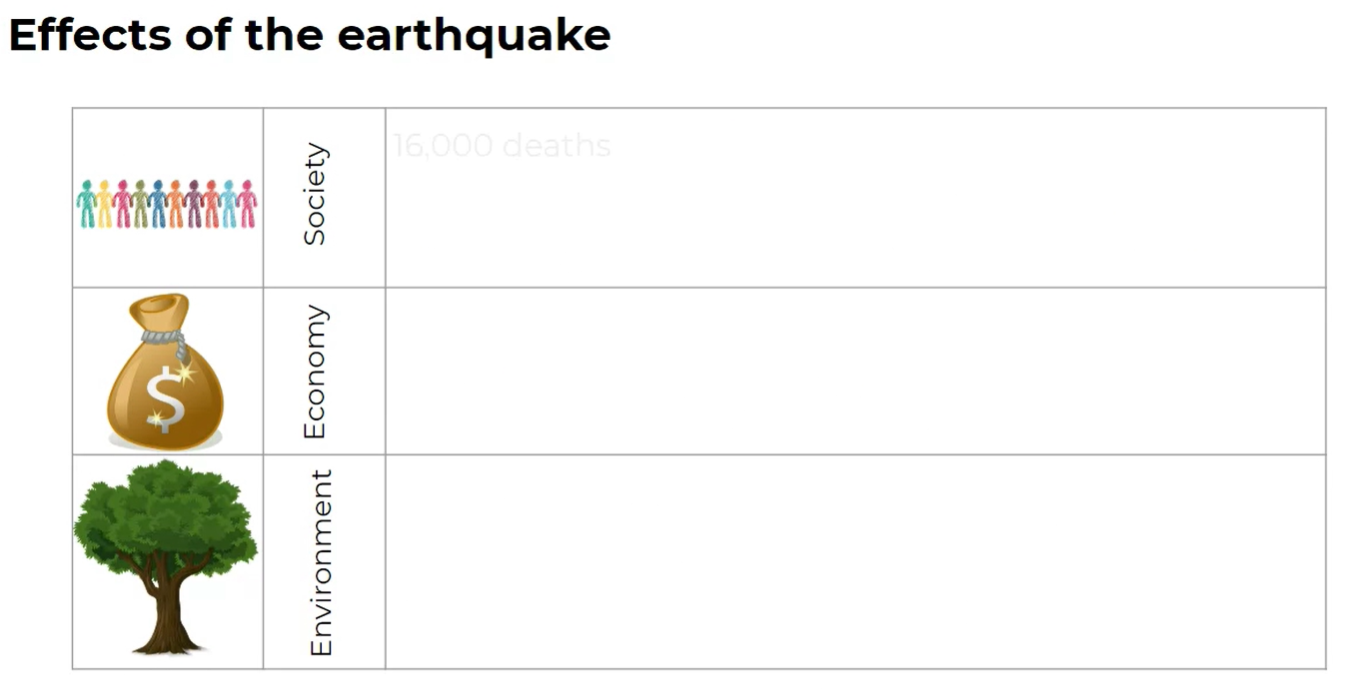 Effects of the earthquake
Society
16,000 deaths
$
Economy
Environment